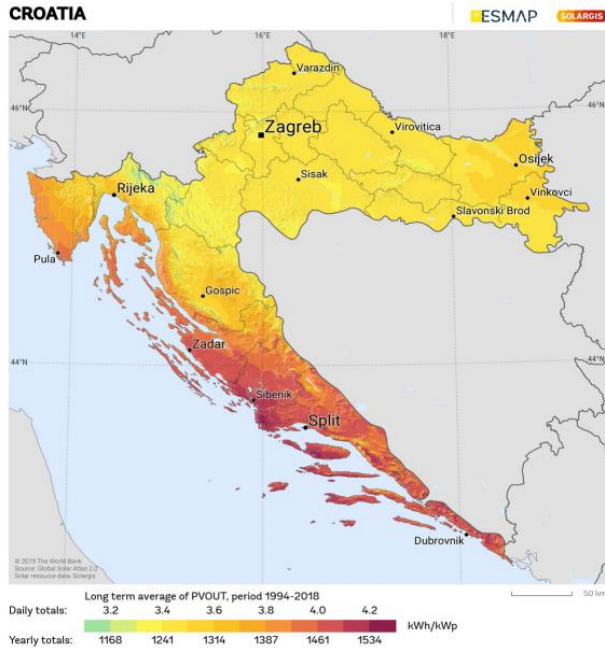 CROATIA
ESMAP
SOLARGIS
14°E
16°E
18°E
Varazdin
46°N
46°N
Zagreb
Virovitica
Osijek
Sisak
Rijeka
Vinkovci
Slavonski Brod
Pula
Gospic
Zadar
44°N
44°N
Sibenik
Split
Dubrovnik
© 2019 The World Bank
Source: Global Solar Atlas 2.0
Solar resource data: Solargis
50 km
Long term average of PVOUT, period 1994-2018
Daily totals: 3.2 3.4 3.6 3.8 4.0 4.2
kWh/kWp
Yearly totals: 1168 1241 1314 1387 1461 1534